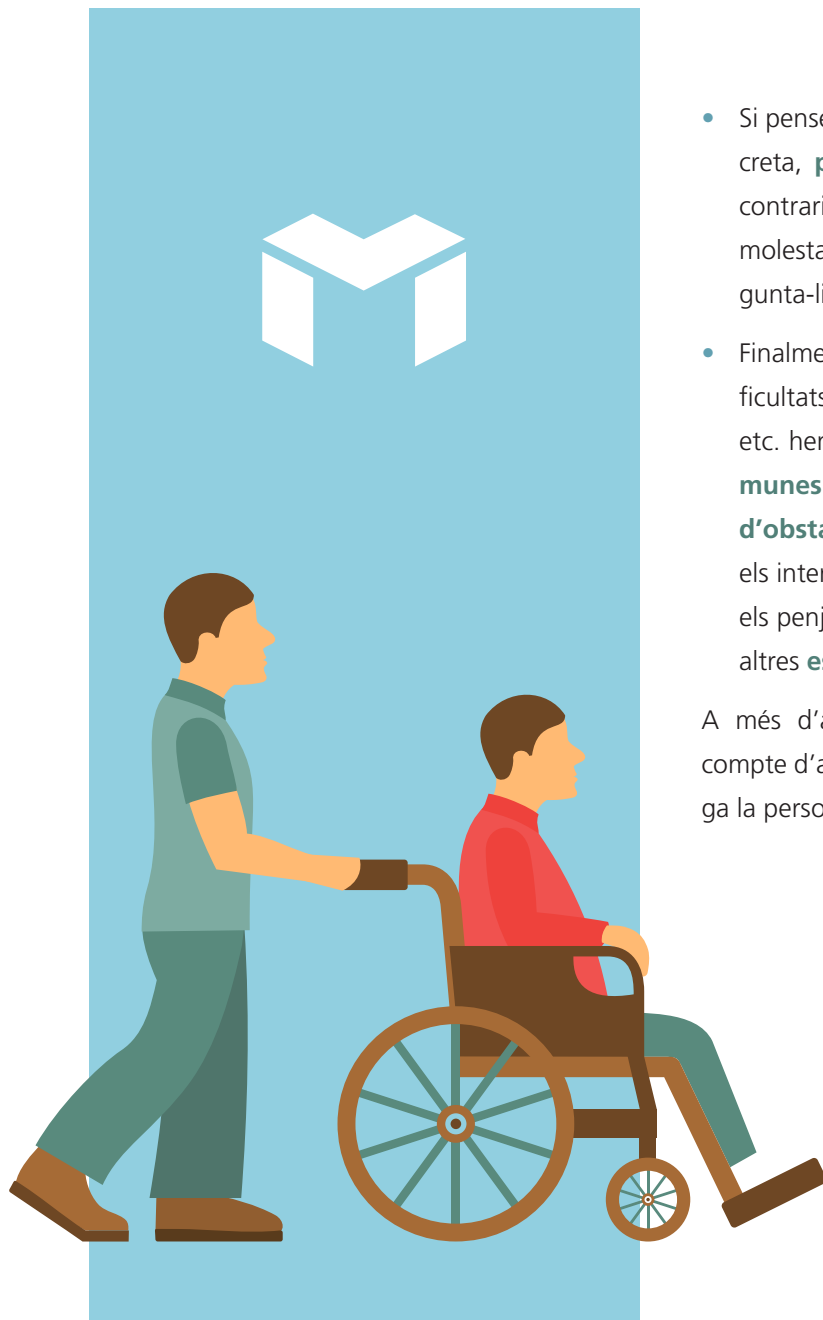 • Si pense
creta, p
contrari
molesta
gunta-li
• Finalme
ficultats
etc. her
munes
d'obsta
els inter
els penj
altres es
A més d'a
compte d'a
ga la perso